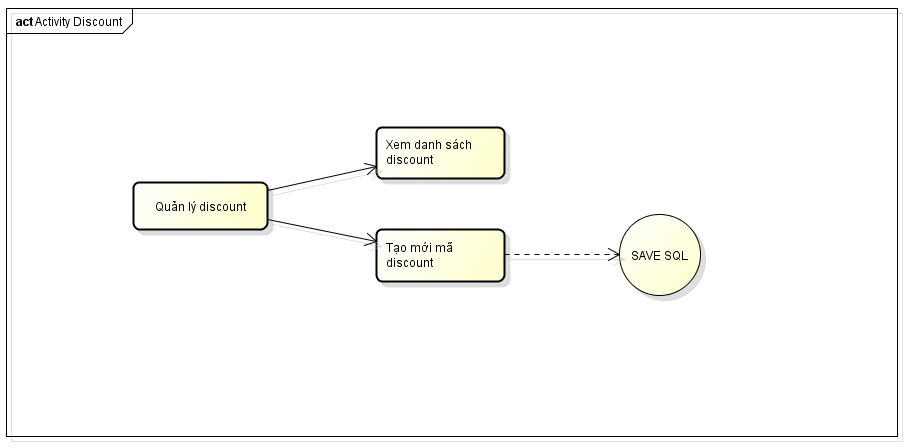 act Activity Discount
Xem danh sách
discount
Quản lý discount
Tạo mới mã
discount
SAVE SQL